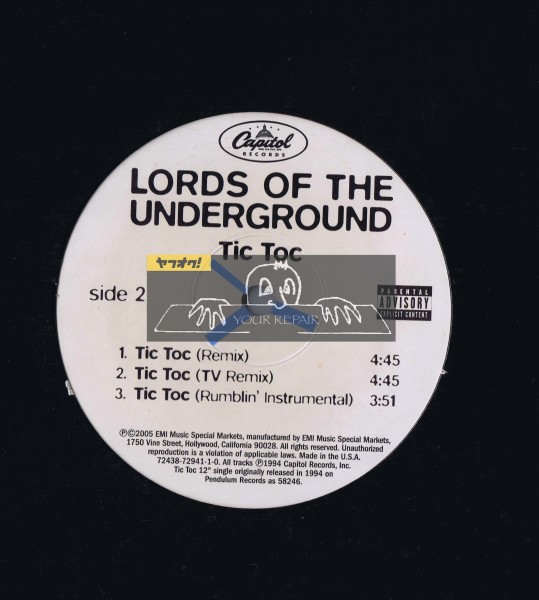 Capitol
RECORDS
LORDS OF THE
UNDERGROUND
Tic Toc
ヤフオク!
side 2
PARENTAL
ADVISORY
EXPLICIT CONTENT
YOUR REPAIR
1. Tic Toc (Remix) 4:45
2. Tic Toc (TV Remix) 4:45
3. Tic Toc (Rumblin' Instrumental) 3:51
℗©2005 EMI Music Special Markets, manufactured by EMI Music Special Markets,
1750 Vine Street, Hollywood, California 90028. All rights reserved. Unauthorized
reproduction is a violation of applicable laws. Made in the U.S.A.
72438-72941-1-0. All tracks ℗1994 Capitol Records, Inc.
Tic Toc 12" single originally released in 1994 on
Pendulum Records as 58246.